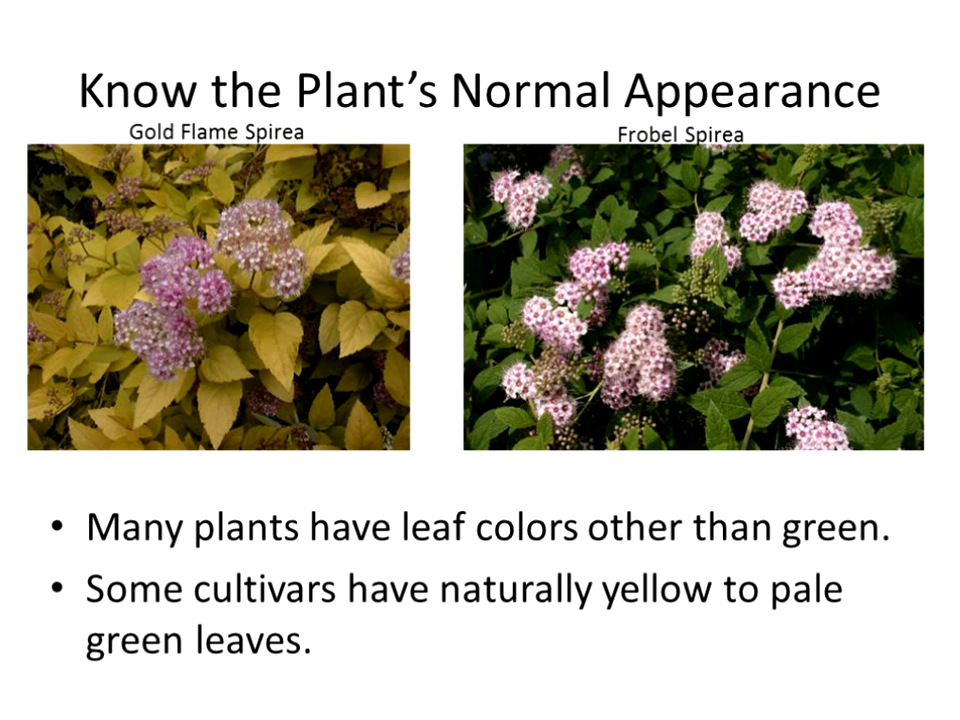 Know the Plant’s Normal Appearance
Gold Flame Spirea
Frobel Spirea
• Many plants have leaf colors other than green.
• Some cultivars have naturally yellow to pale
green leaves.